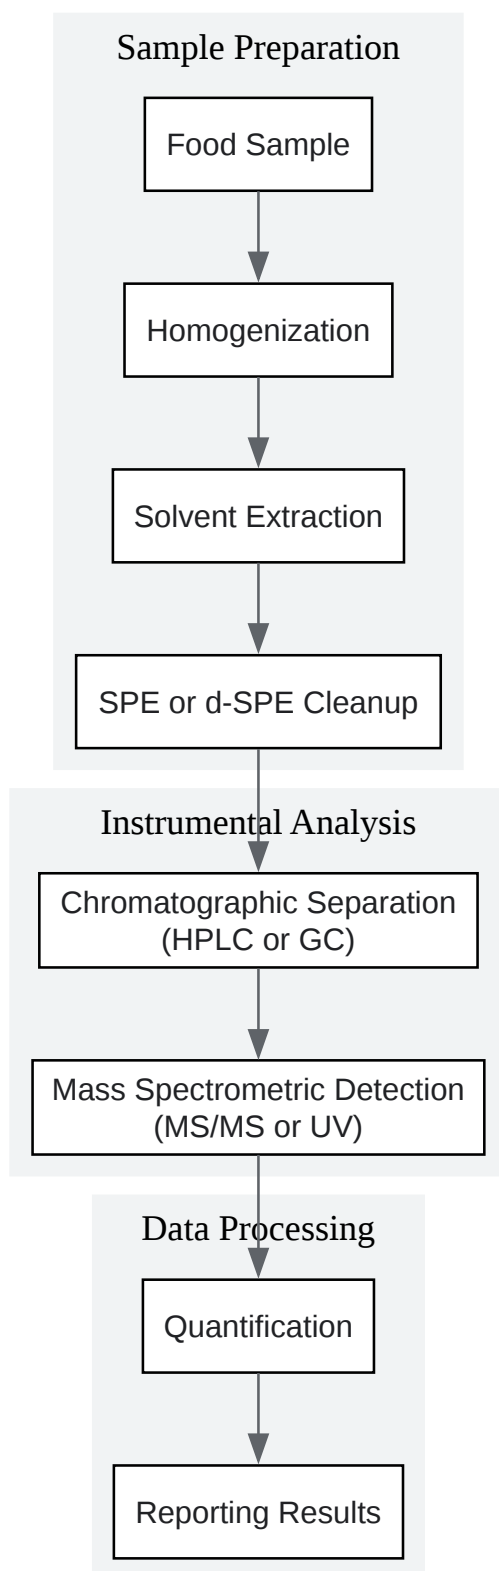 Sample Preparation
Food Sample
Homogenization
Solvent Extraction
SPE or d-SPE Cleanup
Instrumental Analysis
Chromatographic Separation
(HPLC or GC)
Mass Spectrometric Detection
(MS/MS or UV)
Data Processing
Quantification
Reporting Results